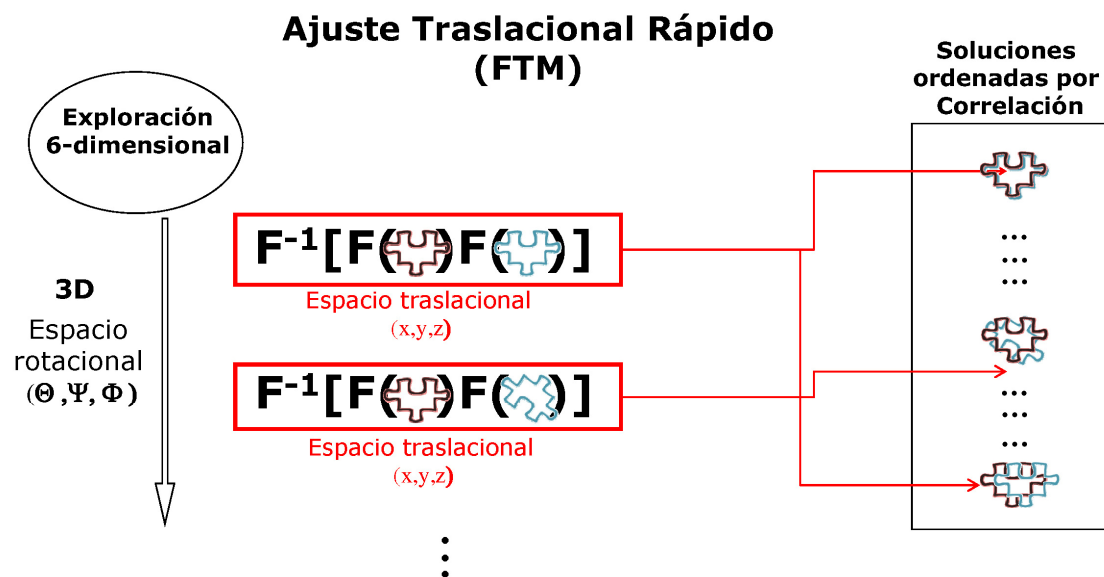 Ajuste Traslacional Rápido
(FTM)
Soluciones
ordenadas por
Correlación
Exploración
6-dimensional
...
F-1[F( )F( )]
Espacio traslacional
(x,y,z)
3D
Espacio
rotacional
(Θ ,Ψ, Φ )
...
...
F-1[F( )F( )]
Espacio traslacional
(x,y,z)
...
...
...